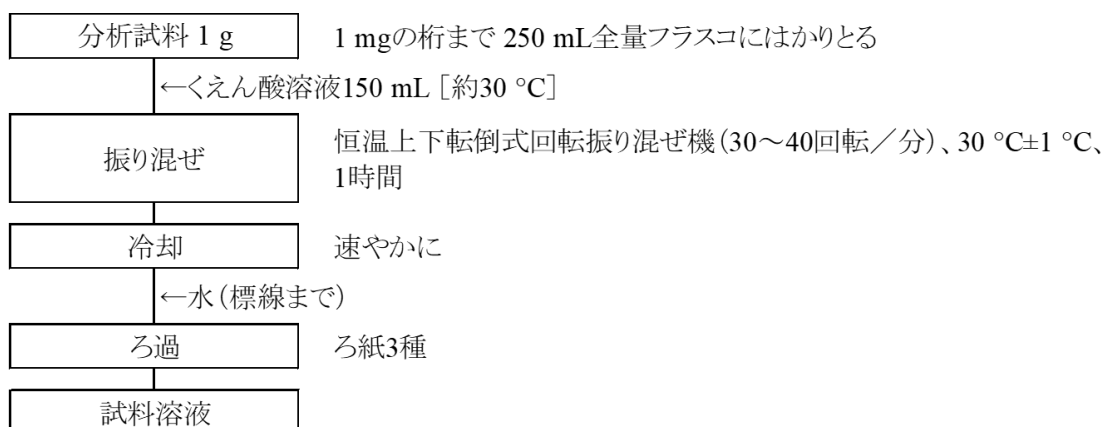 分析試料 1 g
1 mgの桁まで 250 mL全量フラスコにはかりとる
←くえん酸溶液150 mL [約30 °C]
振り混ぜ
恒温上下転倒式回転振り混ぜ機(30～40回転／分)、30 °C±1 °C、
1時間
冷却
速やかに
←水(標線まで)
ろ過
ろ紙3種
試料溶液